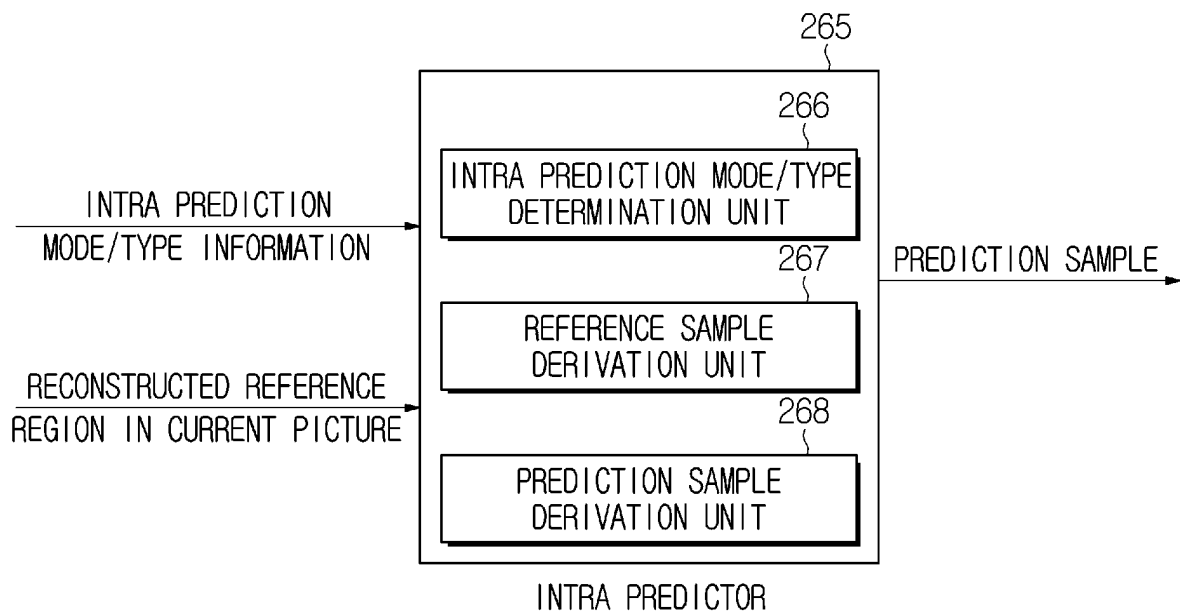 265
266
INTRA PREDICTION MODE/TYPE
DETERMINATION UNIT
INTRA PREDICTION
MODE/TYPE INFORMATION
267
PREDICTION SAMPLE
REFERENCE SAMPLE
DERIVATION UNIT
RECONSTRUCTED REFERENCE
REGION IN CURRENT PICTURE
268
PREDICTION SAMPLE
DERIVATION UNIT
INTRA PREDICTOR